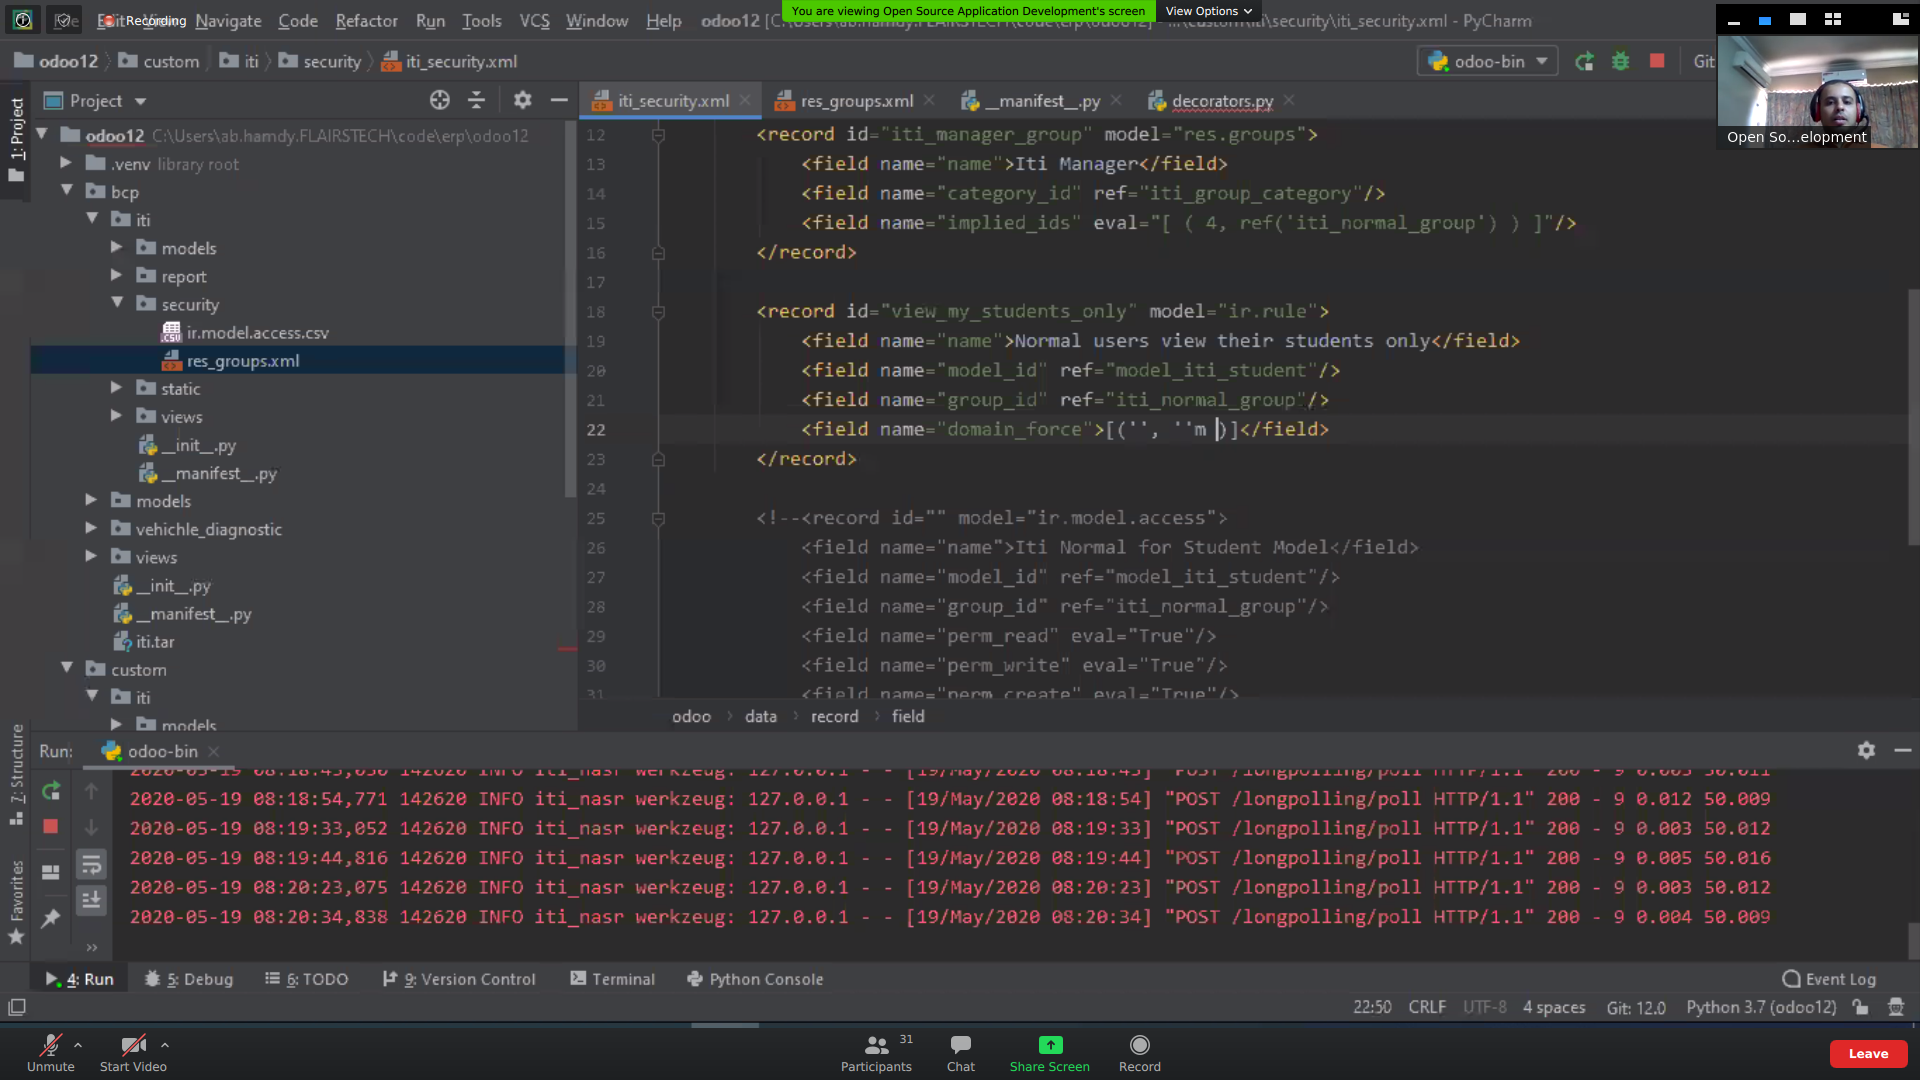 You are viewing Open Source Application Development's screen
View Options
Recording
Navigate Code Refactor Run Tools VCS Window Help
\security\iti_security.xml - PyCharm
odoo12 custom iti security iti_security.xml
odoo-bin
Git
Open So...elopment
Project
iti_security.xml
res_groups.xml
__manifest__.py
decorators.py
1: Project
odoo12 C:\Users\ab.hamdy.FLAIRSTECH\code\erp\odoo12
.venv library root
bcp
iti
models
report
security
ir.model.access.csv
res_groups.xml
static
views
__init__.py
__manifest__.py
models
vehichle_diagnostic
views
__init__.py
__manifest__.py
iti.tar
custom
iti
models
12 <record id="iti_manager_group" model="res.groups">
13 <field name="name">Iti Manager</field>
14 <field name="category_id" ref="iti_group_category"/>
15 <field name="implied_ids" eval="[ ( 4, ref('iti_normal_group') ) ]"/>
16 </record>
17
18 <record id="view_my_students_only" model="ir.rule">
19 <field name="name">Normal users view their students only</field>
20 <field name="model_id" ref="model_iti_student"/>
21 <field name="group_id" ref="iti_normal_group"/>
22 <field name="domain_force">[('', ''m )]</field>
23 </record>
24
25 <!--<record id="" model="ir.model.access">
26 <field name="name">Iti Normal for Student Model</field>
27 <field name="model_id" ref="model_iti_student"/>
28 <field name="group_id" ref="iti_normal_group"/>
29 <field name="perm_read" eval="True"/>
30 <field name="perm_write" eval="True"/>
31 <field name="perm_create" eval="True"/>
odoo data record field
7: Structure
Favorites
Run: odoo-bin
2020-05-19 08:18:54,771 142620 INFO iti_nasr werkzeug: 127.0.0.1 - - [19/May/2020 08:18:54] "POST /longpolling/poll HTTP/1.1" 200 - 9 0.012 50.009
2020-05-19 08:19:33,052 142620 INFO iti_nasr werkzeug: 127.0.0.1 - - [19/May/2020 08:19:33] "POST /longpolling/poll HTTP/1.1" 200 - 9 0.003 50.012
2020-05-19 08:19:44,816 142620 INFO iti_nasr werkzeug: 127.0.0.1 - - [19/May/2020 08:19:44] "POST /longpolling/poll HTTP/1.1" 200 - 9 0.005 50.016
2020-05-19 08:20:23,075 142620 INFO iti_nasr werkzeug: 127.0.0.1 - - [19/May/2020 08:20:23] "POST /longpolling/poll HTTP/1.1" 200 - 9 0.003 50.012
2020-05-19 08:20:34,838 142620 INFO iti_nasr werkzeug: 127.0.0.1 - - [19/May/2020 08:20:34] "POST /longpolling/poll HTTP/1.1" 200 - 9 0.004 50.009
4: Run 5: Debug 6: TODO 9: Version Control Terminal Python Console Event Log
22:50 CRLF UTF-8 4 spaces Git: 12.0 Python 3.7 (odoo12)
Unmute
Start Video
Participants 31
Chat
Share Screen
Record
Leave